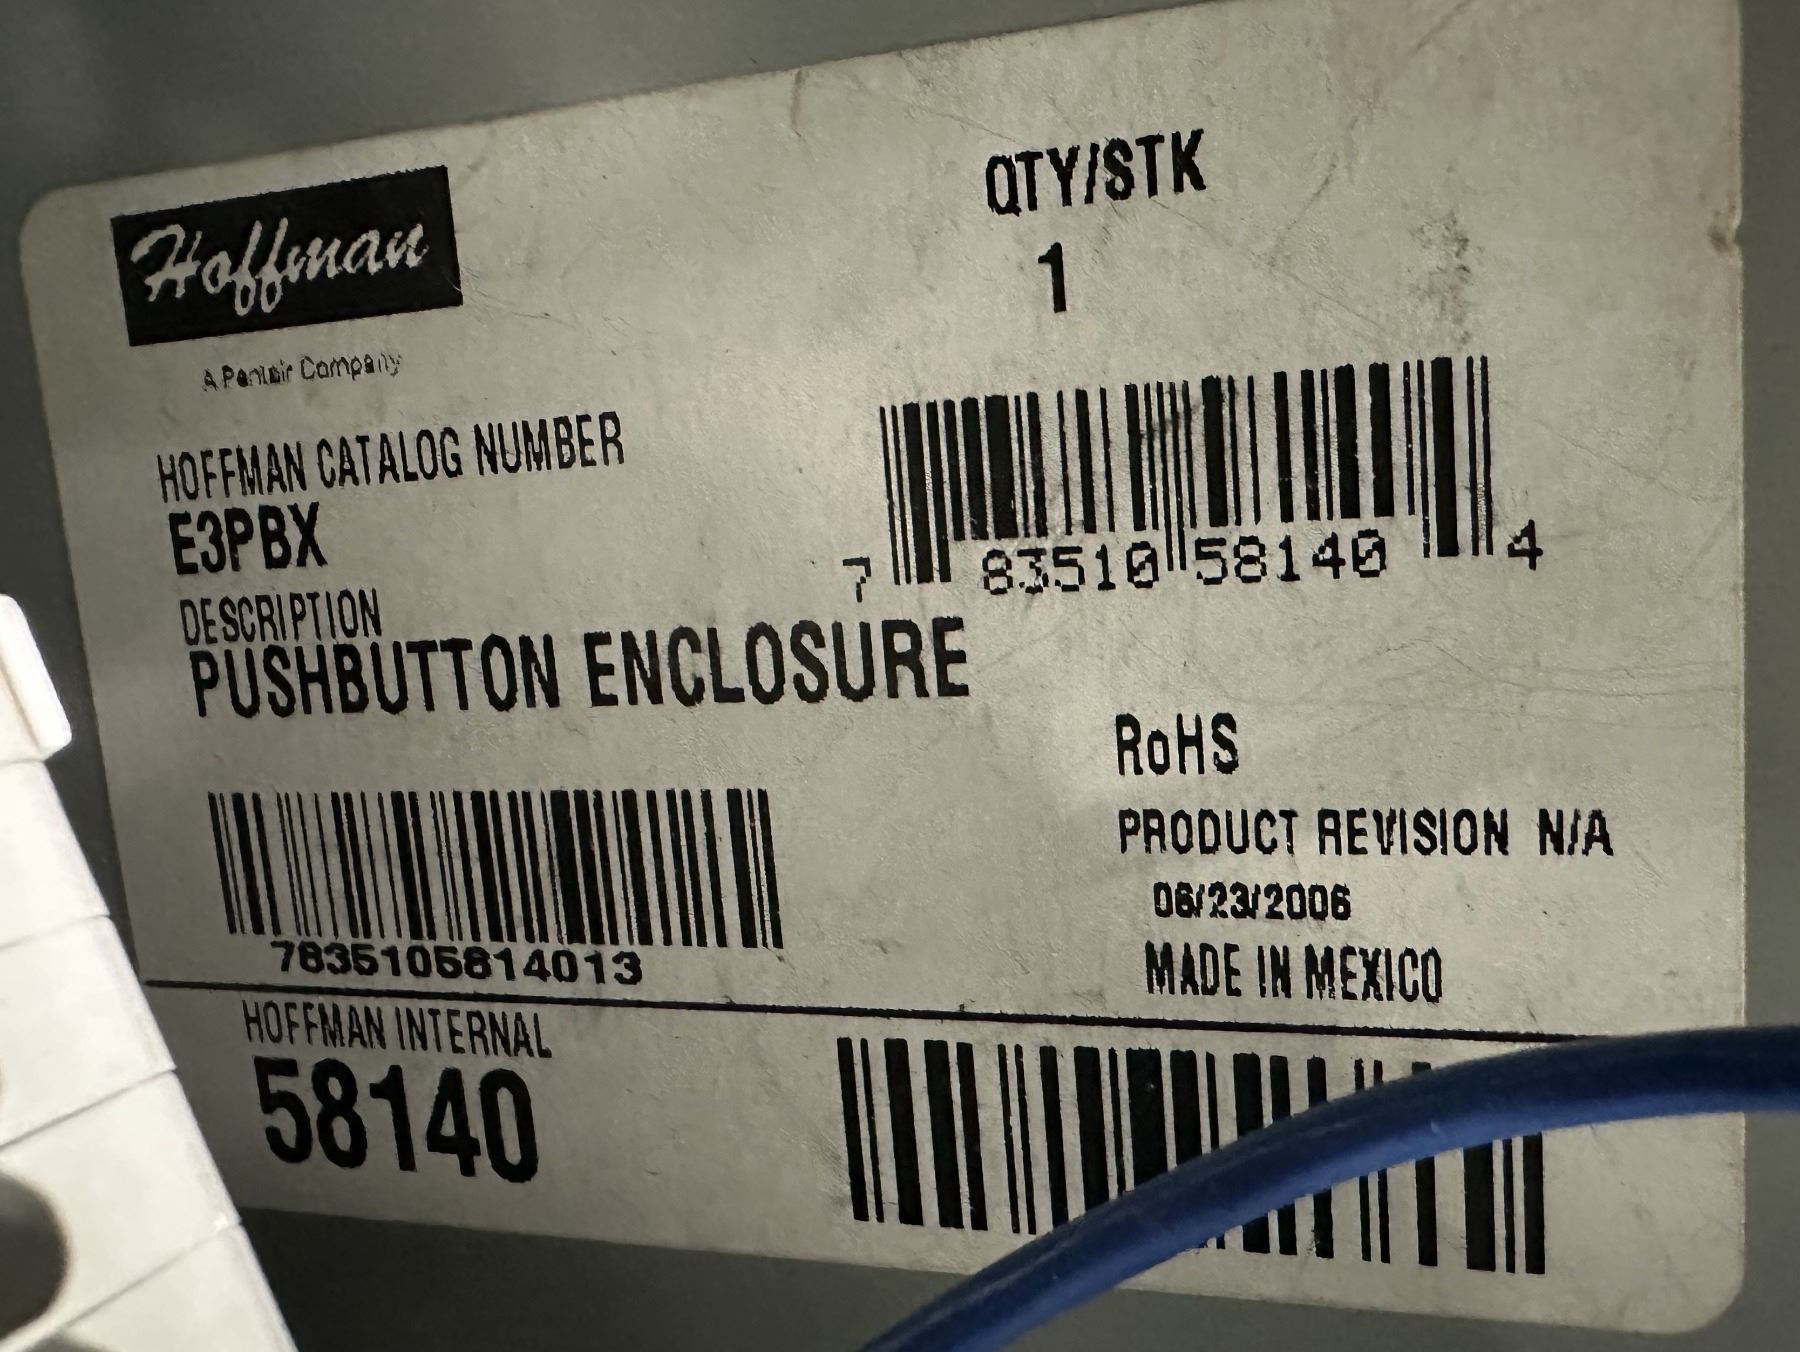 Hoffman
A Pentair Company
QTY/STK
1
HOFFMAN CATALOG NUMBER
E3PBX
7 83510 58140 4
DESCRIPTION
PUSHBUTTON ENCLOSURE
RoHS
PRODUCT REVISION N/A
06/23/2006
MADE IN MEXICO
7835105814013
HOFFMAN INTERNAL
58140